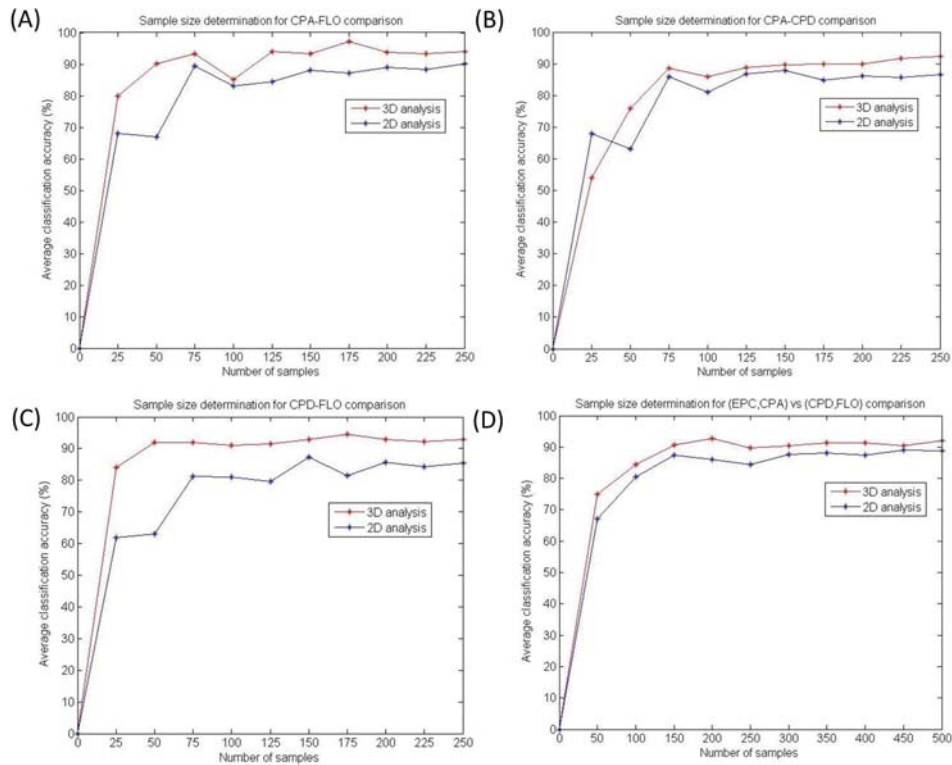 (A)
Sample size determination for CPA-FLO comparison
Average classification accuracy (%)
100
90
80
70
60
50
40
30
20
10
0
3D analysis
2D analysis
0 25 50 75 100 125 150 175 200 225 250
Number of samples
(B)
Sample size determination for CPA-CPD comparison
Average classification accuracy (%)
100
90
80
70
60
50
40
30
20
10
0
3D analysis
2D analysis
0 25 50 75 100 125 150 175 200 225 250
Number of samples
(C)
Sample size determination for CPD-FLO comparison
Average classification accuracy (%)
100
90
80
70
60
50
40
30
20
10
0
3D analysis
2D analysis
0 25 50 75 100 125 150 175 200 225 250
Number of samples
(D)
Sample size determination for (EPC,CPA) vs (CPD,FLO) comparison
Average classification accuracy (%)
100
90
80
70
60
50
40
30
20
10
0
3D analysis
2D analysis
0 50 100 150 200 250 300 350 400 450 500
Number of samples